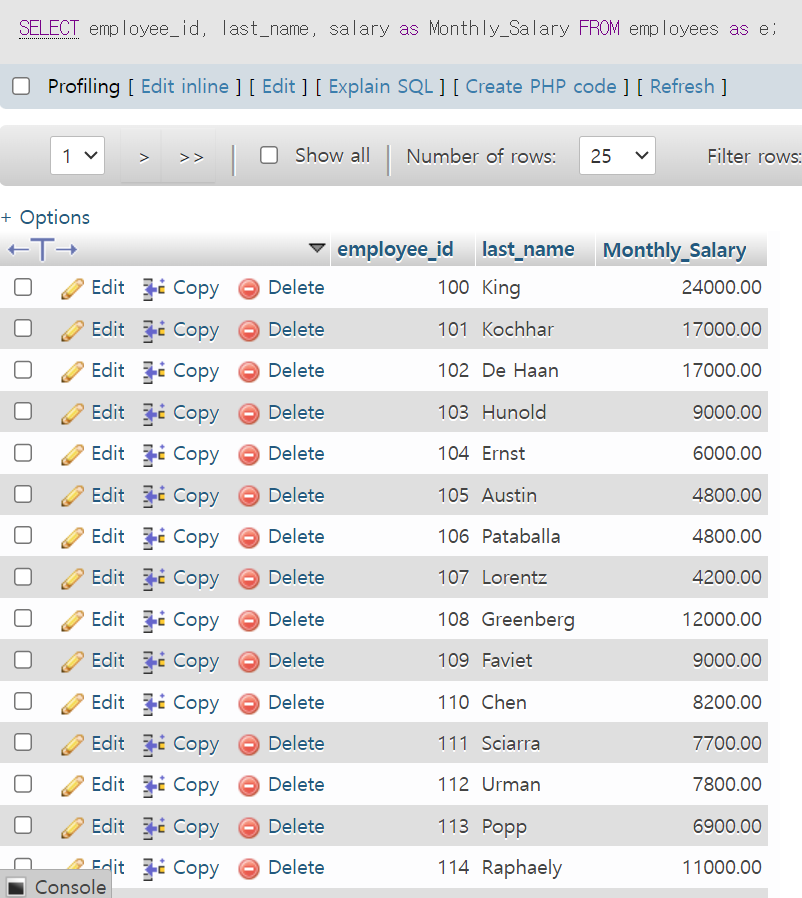 SELECT employee_id, last_name, salary as Monthly_Salary FROM employees as e;
Profiling [ Edit inline ] [ Edit ] [ Explain SQL ] [ Create PHP code ] [ Refresh ]
1 > >> Show all Number of rows: 25 Filter rows:
+ Options
←T→ employee_id last_name Monthly_Salary
Edit Copy Delete 100 King 24000.00
Edit Copy Delete 101 Kochhar 17000.00
Edit Copy Delete 102 De Haan 17000.00
Edit Copy Delete 103 Hunold 9000.00
Edit Copy Delete 104 Ernst 6000.00
Edit Copy Delete 105 Austin 4800.00
Edit Copy Delete 106 Pataballa 4800.00
Edit Copy Delete 107 Lorentz 4200.00
Edit Copy Delete 108 Greenberg 12000.00
Edit Copy Delete 109 Faviet 9000.00
Edit Copy Delete 110 Chen 8200.00
Edit Copy Delete 111 Sciarra 7700.00
Edit Copy Delete 112 Urman 7800.00
Edit Copy Delete 113 Popp 6900.00
Edit Copy Delete 114 Raphaely 11000.00
Console